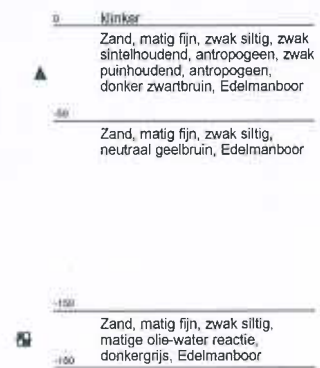 0 klinker
Zand, matig fijn, zwak siltig, zwak
sintelhoudend, antropogeen, zwak
puinhoudend, antropogeen,
donker zwartbruin, Edelmanboor
-50
Zand, matig fijn, zwak siltig,
neutraal geelbruin, Edelmanboor
-150
Zand, matig fijn, zwak siltig,
matige olie-water reactie,
donkergrijs, Edelmanboor
-180